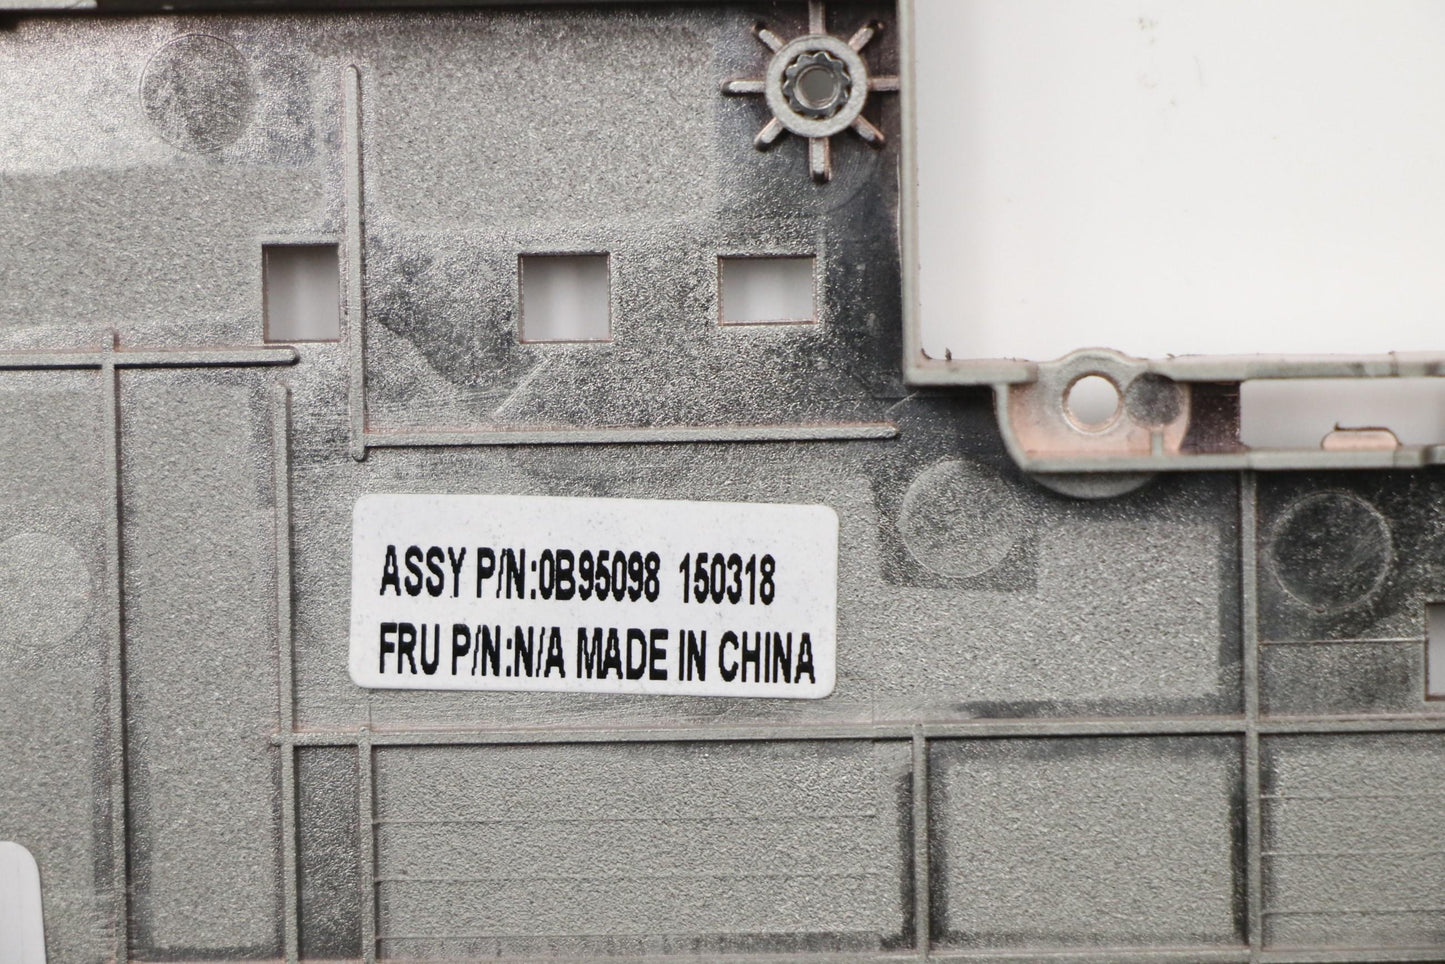 ASSY P/N:0B95098 150318
FRU P/N:N/A MADE IN CHINA